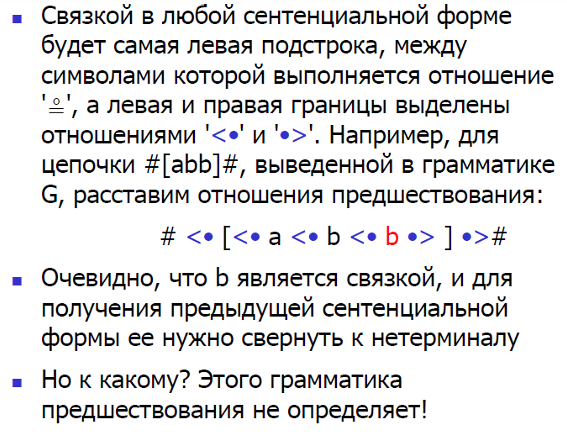 ▪ Связкой в любой сентенциальной форме
будет самая левая подстрока, между
символами которой выполняется отношение
'≗', а левая и правая границы выделены
отношениями '<•' и '•>'. Например, для
цепочки #[abb]#, выведенной в грамматике
G, расставим отношения предшествования:
# <• [<• a <• b <• b •> ] •>#
▪ Очевидно, что b является связкой, и для
получения предыдущей сентенциальной
формы ее нужно свернуть к нетерминалу
▪ Но к какому? Этого грамматика
предшествования не определяет!